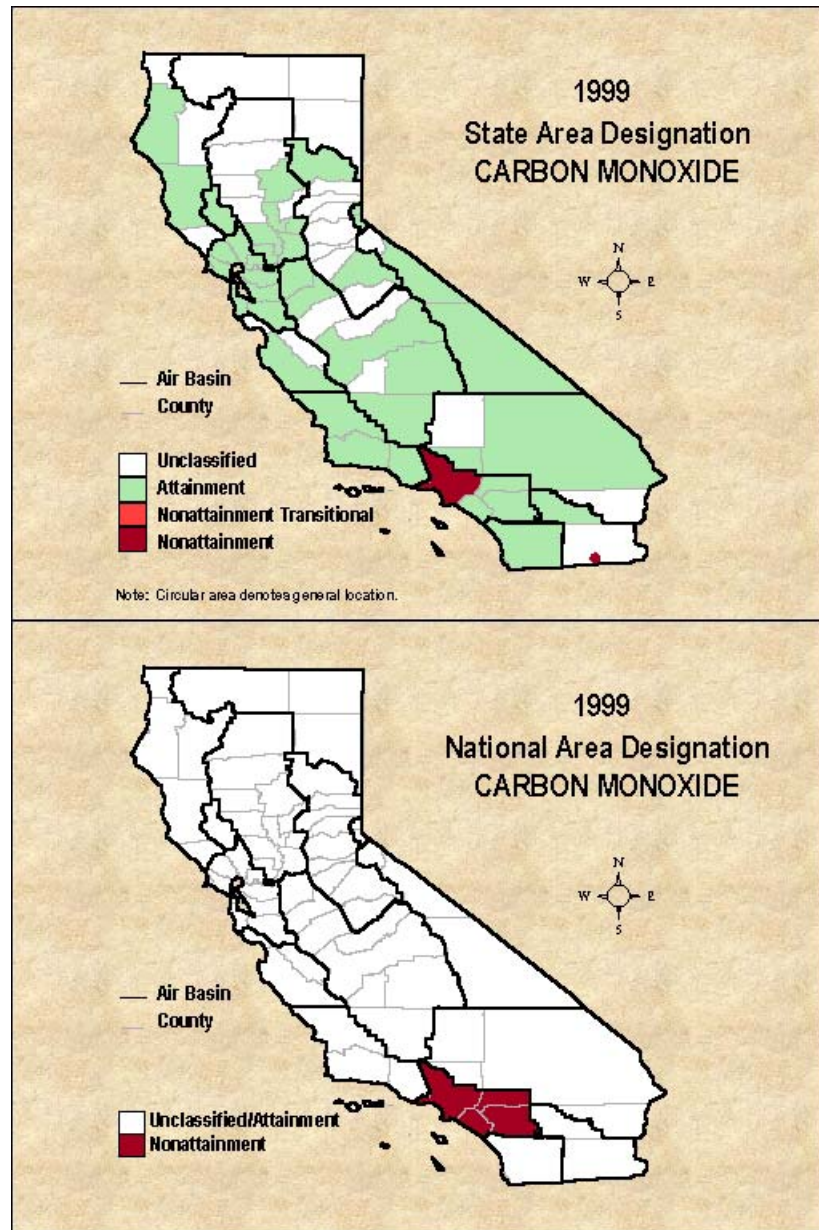 1999
State Area Designation
CARBON MONOXIDE
N
W E
S
Air Basin
County
Unclassified
Attainment
Nonattainment Transitional
Nonattainment
Note: Circular area denotes general location.
1999
National Area Designation
CARBON MONOXIDE
N
W E
S
Air Basin
County
Unclassified/Attainment
Nonattainment